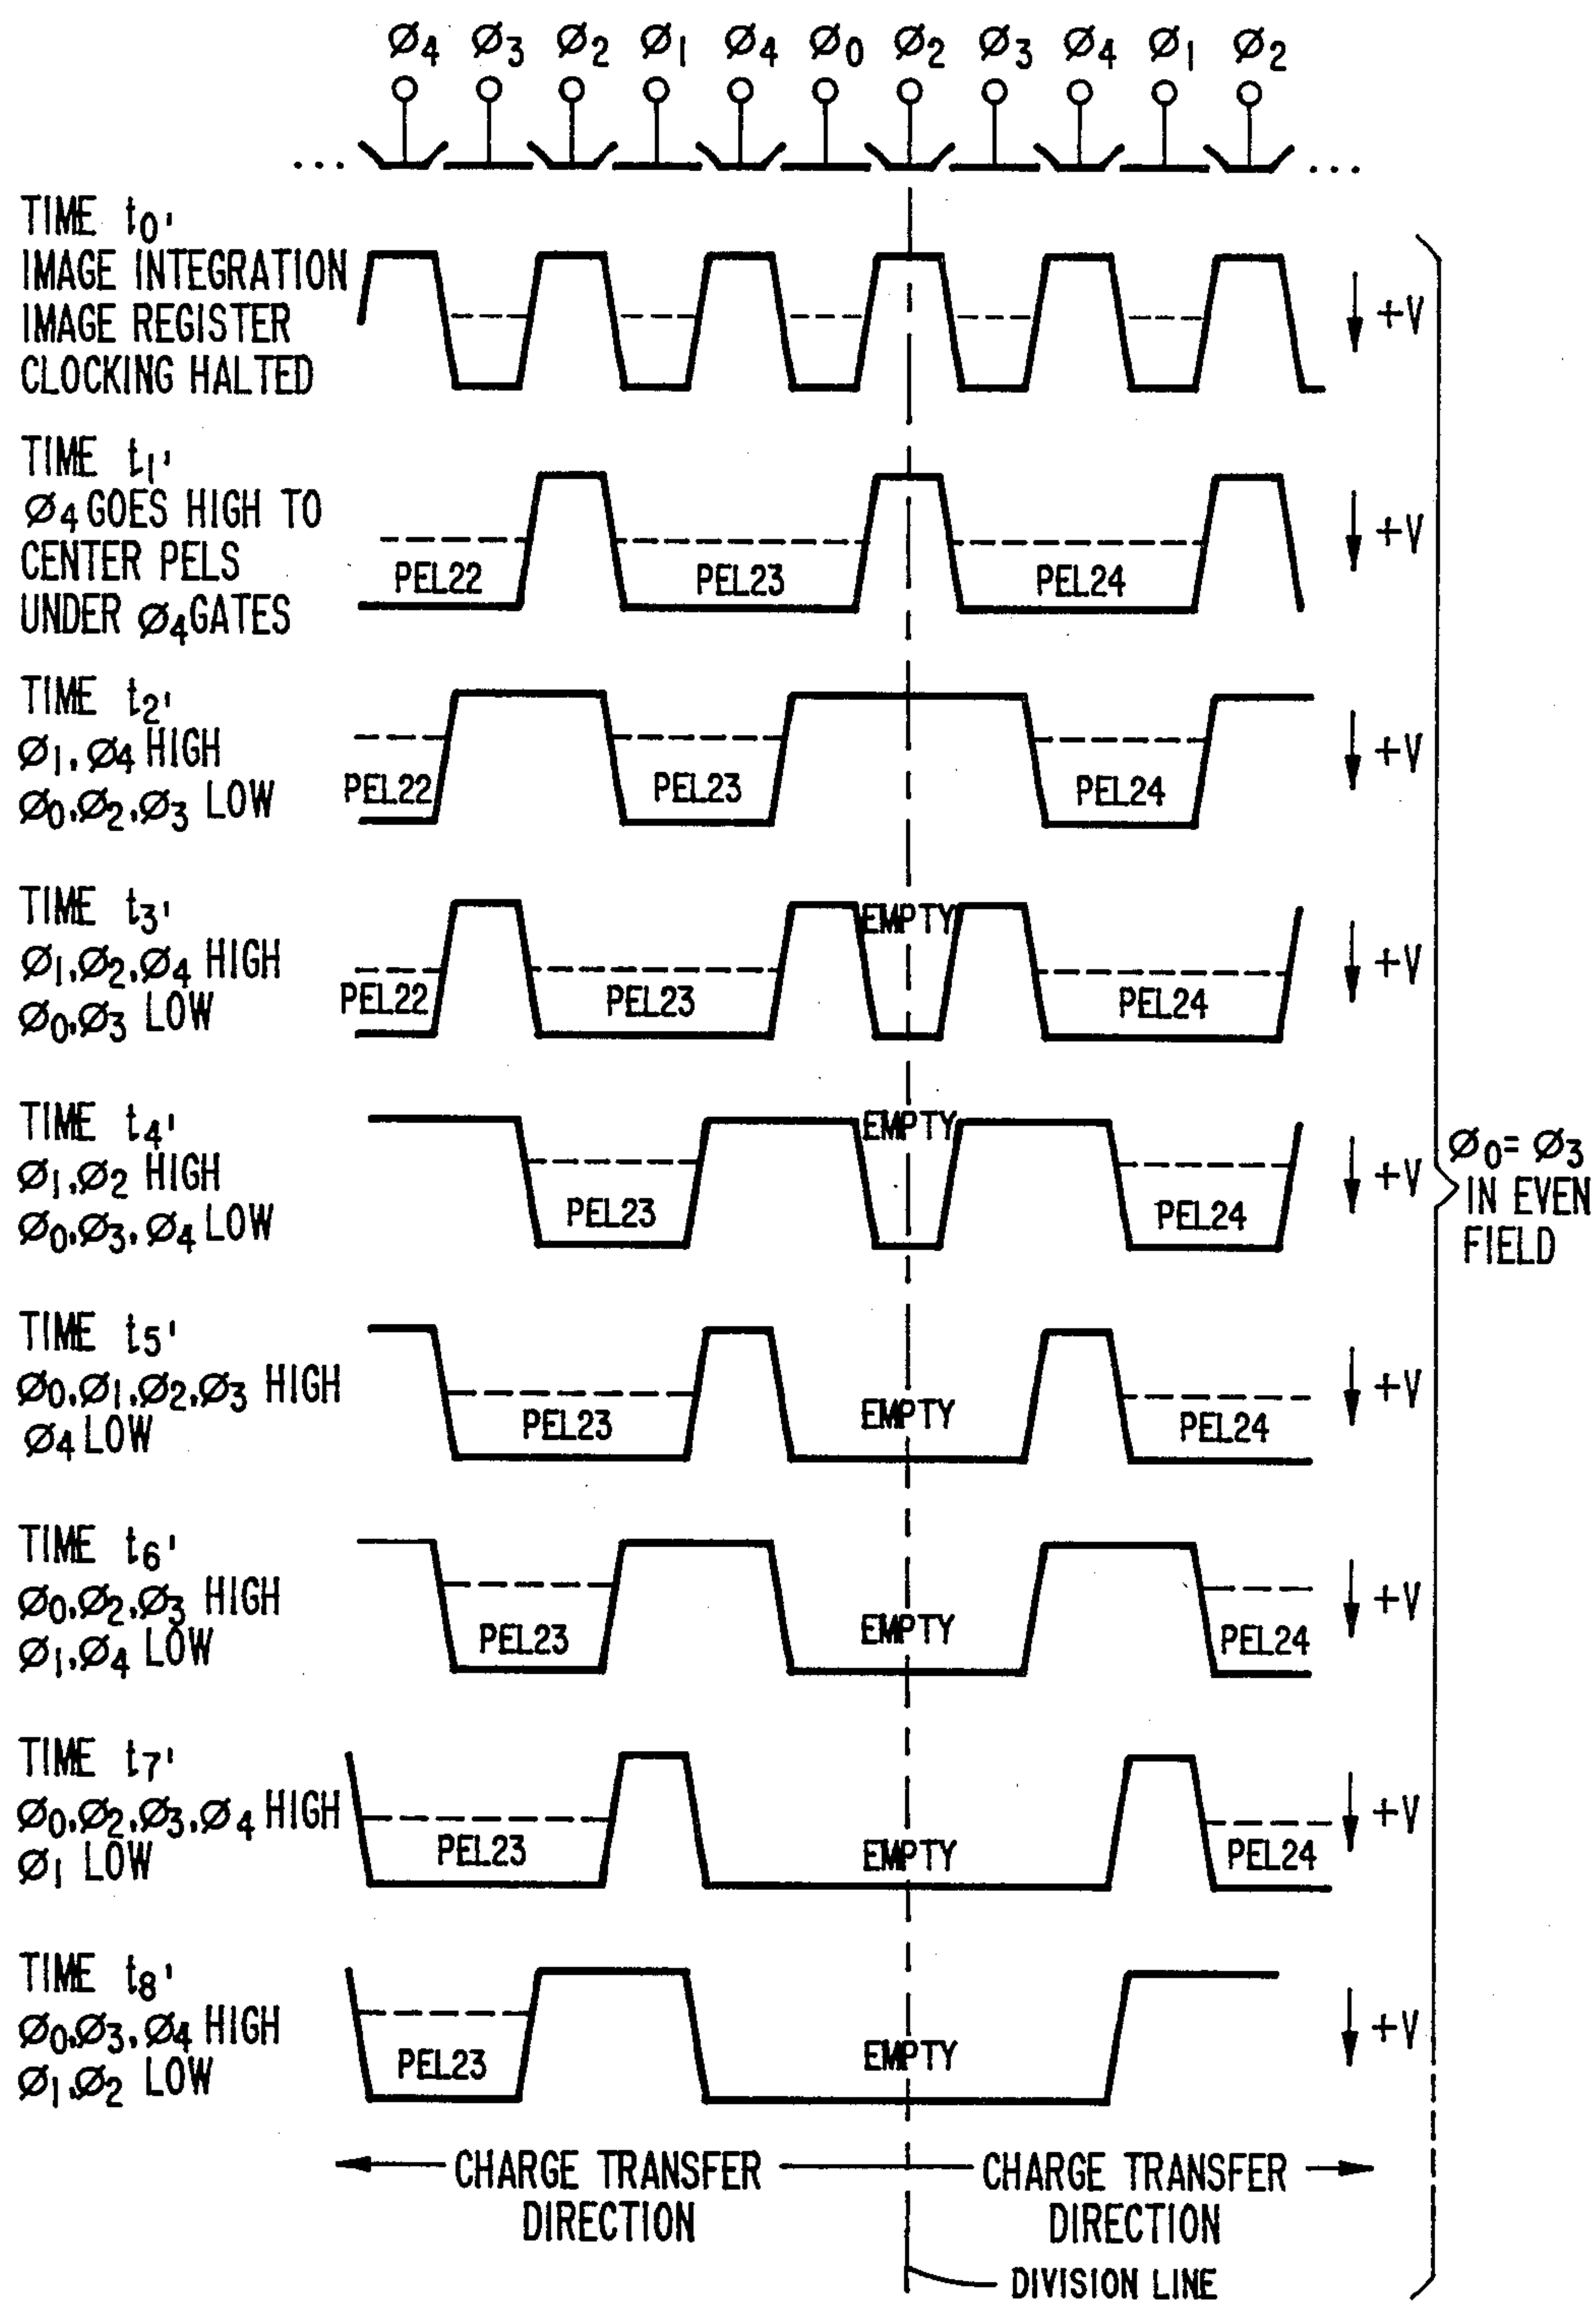 Ø4 Ø3 Ø2 Ø1 Ø4 Ø0 Ø2 Ø3 Ø4 Ø1 Ø2
... ...
TIME t0'
IMAGE INTEGRATION
IMAGE REGISTER
CLOCKING HALTED
+V
TIME t1'
Ø4 GOES HIGH TO
CENTER PELS
UNDER Ø4 GATES
PEL22 PEL23 PEL24
+V
TIME t2'
Ø1, Ø4 HIGH
Ø0, Ø2, Ø3 LOW
PEL22 PEL23 PEL24
+V
TIME t3'
Ø1, Ø2, Ø4 HIGH
Ø0, Ø3 LOW
EMPTY
PEL22 PEL23 PEL24
+V
TIME t4'
Ø1, Ø2 HIGH
Ø0, Ø3, Ø4 LOW
EMPTY
PEL23 PEL24
+V
Ø0= Ø3
IN EVEN
FIELD
TIME t5'
Ø0, Ø1, Ø2, Ø3 HIGH
Ø4 LOW
PEL23 EMPTY PEL24
+V
TIME t6'
Ø0, Ø2, Ø3 HIGH
Ø1, Ø4 LOW
PEL23 EMPTY PEL24
+V
TIME t7'
Ø0, Ø2, Ø3, Ø4 HIGH
Ø1 LOW
PEL23 EMPTY PEL24
+V
TIME t8'
Ø0, Ø3, Ø4 HIGH
Ø1, Ø2 LOW
PEL23 EMPTY
+V
CHARGE TRANSFER
DIRECTION
CHARGE TRANSFER
DIRECTION
DIVISION LINE